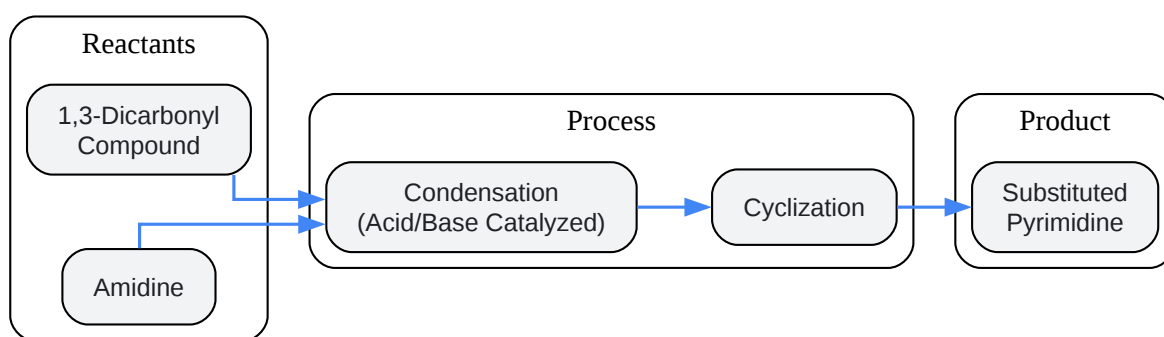 Reactants
1,3-Dicarbonyl
Compound
Amidine
Process
Condensation
(Acid/Base Catalyzed)
Cyclization
Product
Substituted
Pyrimidine